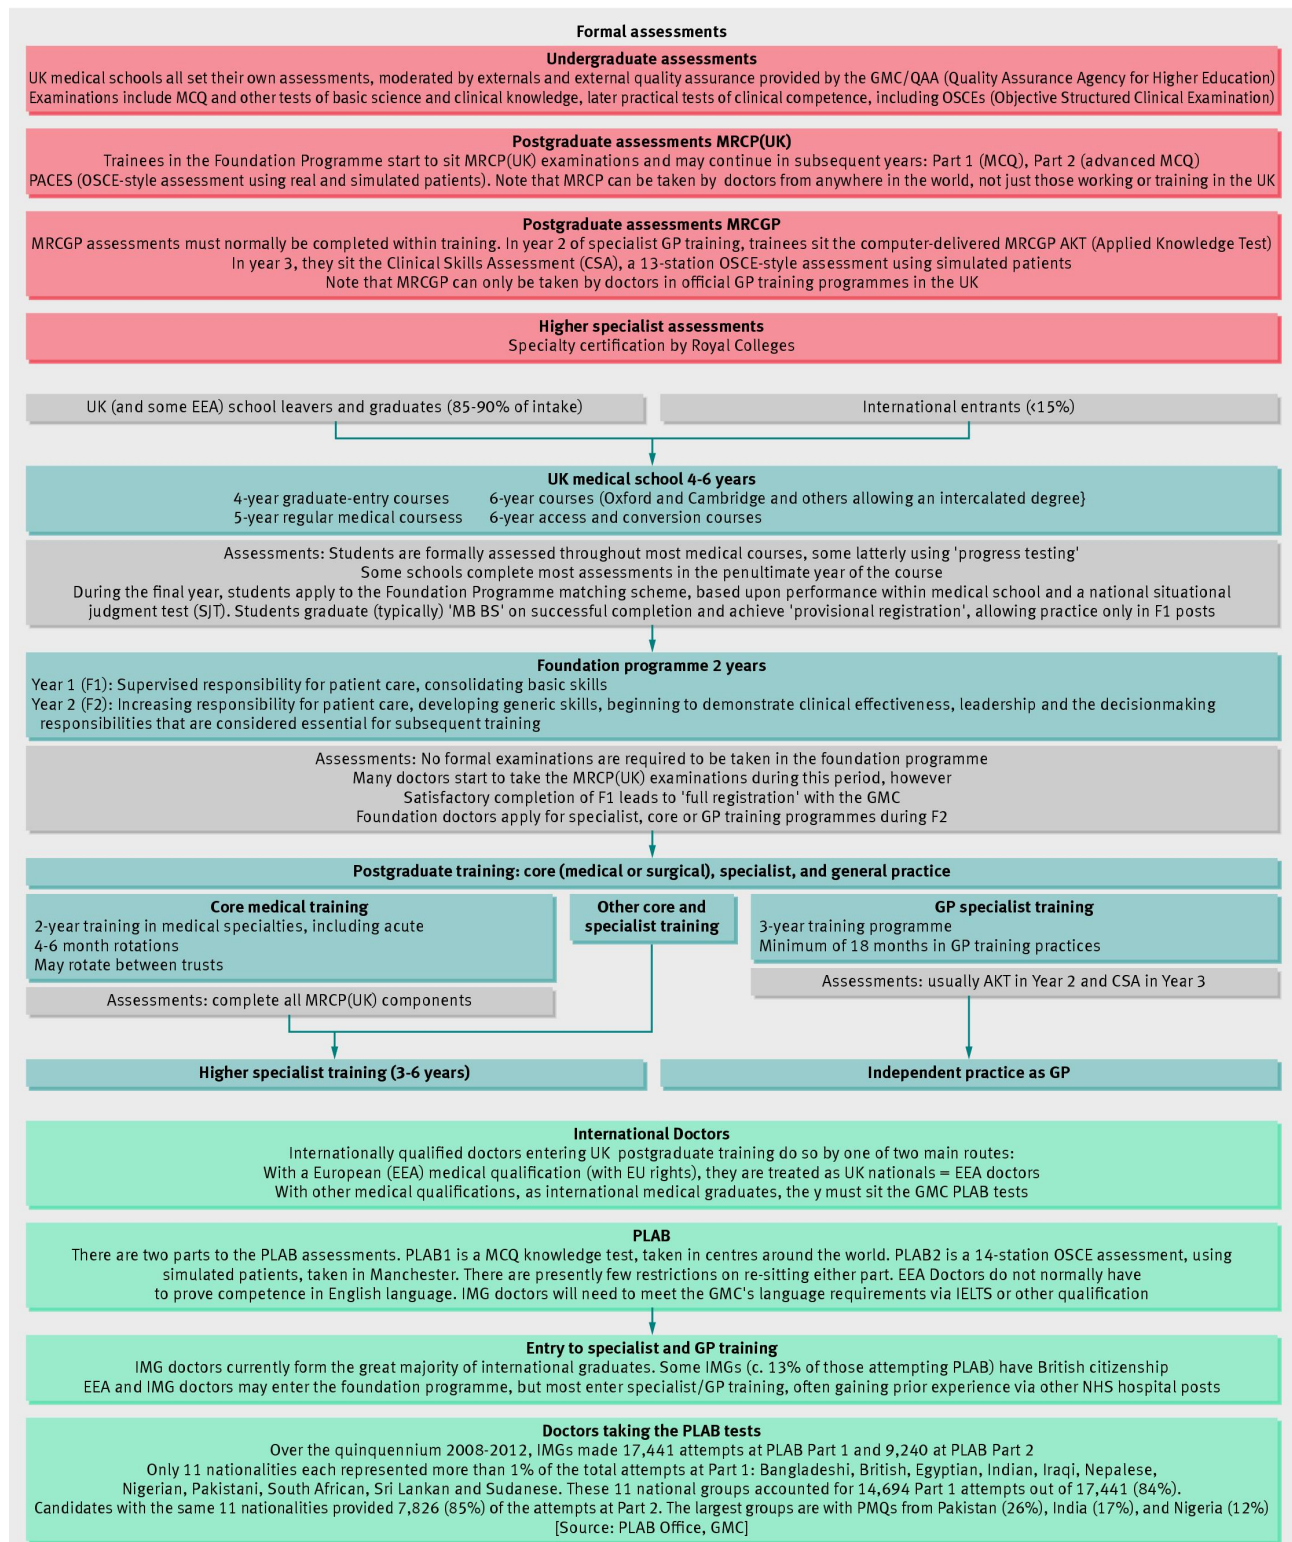 Formal assessments
Undergraduate assessments
UK medical schools all set their own assessments, moderated by externals and external quality assurance provided by the GMC/QAA (Quality Assurance Agency for Higher Education)
Examinations include MCQ and other tests of basic science and clinical knowledge, later practical tests of clinical competence, including OSCEs (Objective Structured Clinical Examination)
Postgraduate assessments MRCP(UK)
Trainees in the Foundation Programme start to sit MRCP(UK) examinations and may continue in subsequent years: Part 1 (MCQ), Part 2 (advanced MCQ)
PACES (OSCE-style assessment using real and simulated patients). Note that MRCP can be taken by doctors from anywhere in the world, not just those working or training in the UK
Postgraduate assessments MRCGP
MRCGP assessments must normally be completed within training. In year 2 of specialist GP training, trainees sit the computer-delivered MRCGP AKT (Applied Knowledge Test)
In year 3, they sit the Clinical Skills Assessment (CSA), a 13-station OSCE-style assessment using simulated patients
Note that MRCGP can only be taken by doctors in official GP training programmes in the UK
Higher specialist assessments
Specialty certification by Royal Colleges
UK (and some EEA) school leavers and graduates (85-90% of intake)
International entrants (<15%)
UK medical school 4-6 years
4-year graduate-entry courses 6-year courses (Oxford and Cambridge and others allowing an intercalated degree}
5-year regular medical coursess 6-year access and conversion courses
Assessments: Students are formally assessed throughout most medical courses, some latterly using 'progress testing'
Some schools complete most assessments in the penultimate year of the course
During the final year, students apply to the Foundation Programme matching scheme, based upon performance within medical school and a national situational
judgment test (SJT). Students graduate (typically) 'MB BS' on successful completion and achieve 'provisional registration', allowing practice only in F1 posts
Foundation programme 2 years
Year 1 (F1): Supervised responsibility for patient care, consolidating basic skills
Year 2 (F2): Increasing responsibility for patient care, developing generic skills, beginning to demonstrate clinical effectiveness, leadership and the decisionmaking
responsibilities that are considered essential for subsequent training
Assessments: No formal examinations are required to be taken in the foundation programme
Many doctors start to take the MRCP(UK) examinations during this period, however
Satisfactory completion of F1 leads to 'full registration' with the GMC
Foundation doctors apply for specialist, core or GP training programmes during F2
Postgraduate training: core (medical or surgical), specialist, and general practice
Core medical training
2-year training in medical specialties, including acute
4-6 month rotations
May rotate between trusts
Assessments: complete all MRCP(UK) components
Other core and
specialist training
GP specialist training
3-year training programme
Minimum of 18 months in GP training practices
Assessments: usually AKT in Year 2 and CSA in Year 3
Higher specialist training (3-6 years)
Independent practice as GP
International Doctors
Internationally qualified doctors entering UK postgraduate training do so by one of two main routes:
With a European (EEA) medical qualification (with EU rights), they are treated as UK nationals = EEA doctors
With other medical qualifications, as international medical graduates, the y must sit the GMC PLAB tests
PLAB
There are two parts to the PLAB assessments. PLAB1 is a MCQ knowledge test, taken in centres around the world. PLAB2 is a 14-station OSCE assessment, using
simulated patients, taken in Manchester. There are presently few restrictions on re-sitting either part. EEA Doctors do not normally have
to prove competence in English language. IMG doctors will need to meet the GMC's language requirements via IELTS or other qualification
Entry to specialist and GP training
IMG doctors currently form the great majority of international graduates. Some IMGs (c. 13% of those attempting PLAB) have British citizenship
EEA and IMG doctors may enter the foundation programme, but most enter specialist/GP training, often gaining prior experience via other NHS hospital posts
Doctors taking the PLAB tests
Over the quinquennium 2008-2012, IMGs made 17,441 attempts at PLAB Part 1 and 9,240 at PLAB Part 2
Only 11 nationalities each represented more than 1% of the total attempts at Part 1: Bangladeshi, British, Egyptian, Indian, Iraqi, Nepalese,
Nigerian, Pakistani, South African, Sri Lankan and Sudanese. These 11 national groups accounted for 14,694 Part 1 attempts out of 17,441 (84%).
Candidates with the same 11 nationalities provided 7,826 (85%) of the attempts at Part 2. The largest groups are with PMQs from Pakistan (26%), India (17%), and Nigeria (12%)
[Source: PLAB Office, GMC]